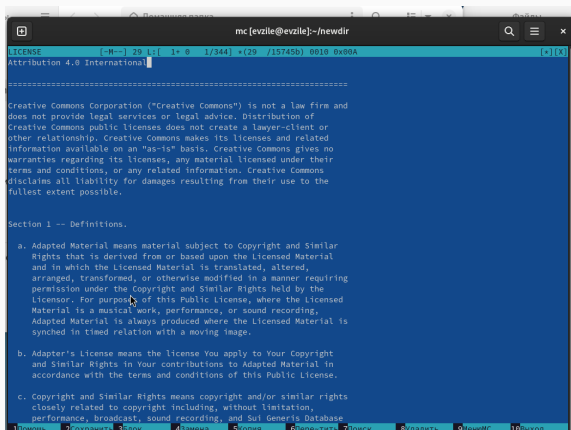 Домашняя папка
Файлы
mc [evzile@evzile]:~/newdir
LICENSE [-M--] 29 L:[ 1+ 0 1/344] *(29 /15745b) 0010 0x00A [*][X]
Attribution 4.0 International
=======================================================================
Creative Commons Corporation ("Creative Commons") is not a law firm and
does not provide legal services or legal advice. Distribution of
Creative Commons public licenses does not create a lawyer-client or
other relationship. Creative Commons makes its licenses and related
information available on an "as-is" basis. Creative Commons gives no
warranties regarding its licenses, any material licensed under their
terms and conditions, or any related information. Creative Commons
disclaims all liability for damages resulting from their use to the
fullest extent possible.
Section 1 -- Definitions.
a. Adapted Material means material subject to Copyright and Similar
Rights that is derived from or based upon the Licensed Material
and in which the Licensed Material is translated, altered,
arranged, transformed, or otherwise modified in a manner requiring
permission under the Copyright and Similar Rights held by the
Licensor. For purposes of this Public License, where the Licensed
Material is a musical work, performance, or sound recording,
Adapted Material is always produced where the Licensed Material is
synched in timed relation with a moving image.
b. Adapter's License means the license You apply to Your Copyright
and Similar Rights in Your contributions to Adapted Material in
accordance with the terms and conditions of this Public License.
c. Copyright and Similar Rights means copyright and/or similar rights
closely related to copyright including, without limitation,
performance, broadcast, sound recording, and Sui Generis Database
1Помощь 2Сохранить 3Блок 4Замена 5Копия 6Пере~тить 7Поиск 8Удалить 9МенюMC 10Выход